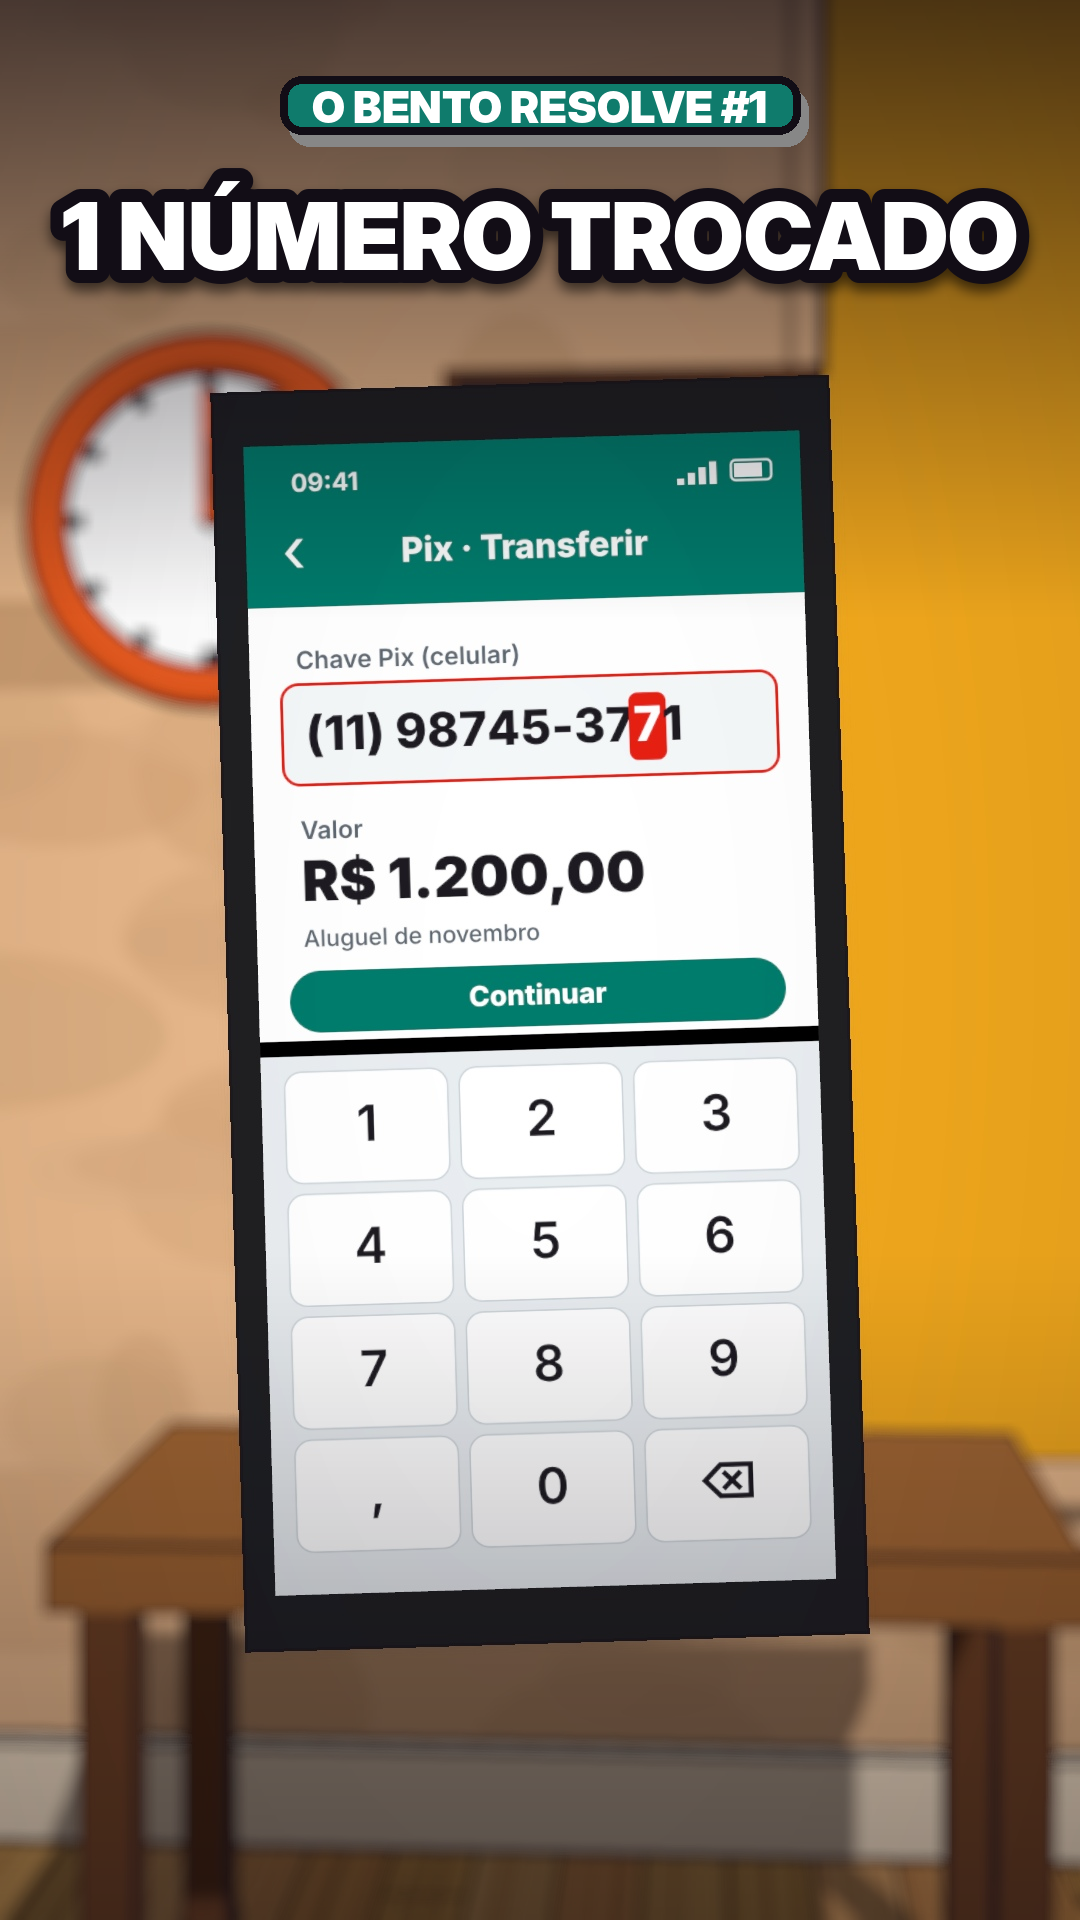 O BENTO RESOLVE #1
1 NÚMERO TROCADO
09:41
Pix · Transferir
Chave Pix (celular)
(11) 98745-3771
Valor
R$ 1.200,00
Aluguel de novembro
Continuar
1 2 3
4 5 6
7 8 9
, 0